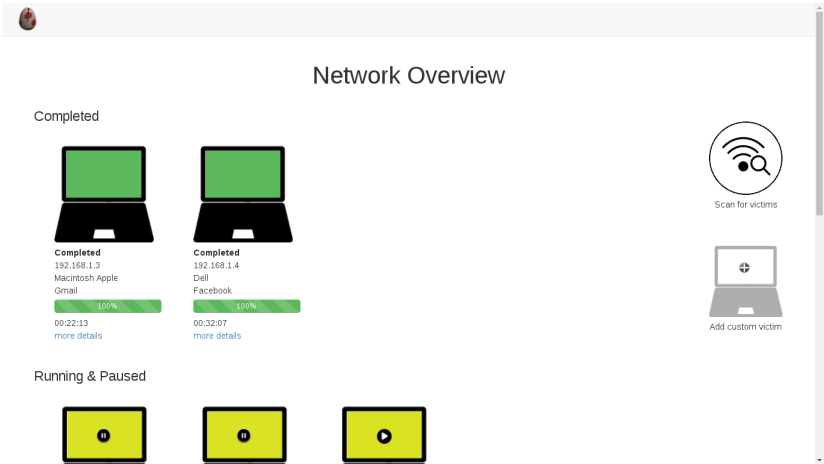 Network Overview
Completed
Scan for victims
Completed
192.168.1.3
Macintosh Apple
Gmail
100%
00:22:13
more details
Completed
192.168.1.4
Dell
Facebook
100%
00:32:07
more details
Add custom victim
Running & Paused